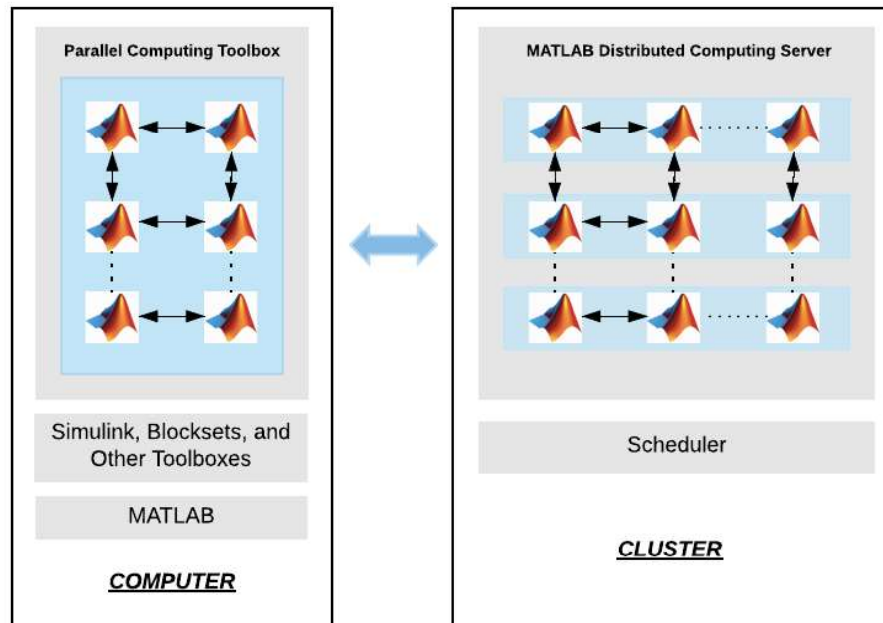 Parallel Computing Toolbox
Simulink, Blocksets, and
Other Toolboxes
MATLAB
COMPUTER
MATLAB Distributed Computing Server
Scheduler
CLUSTER